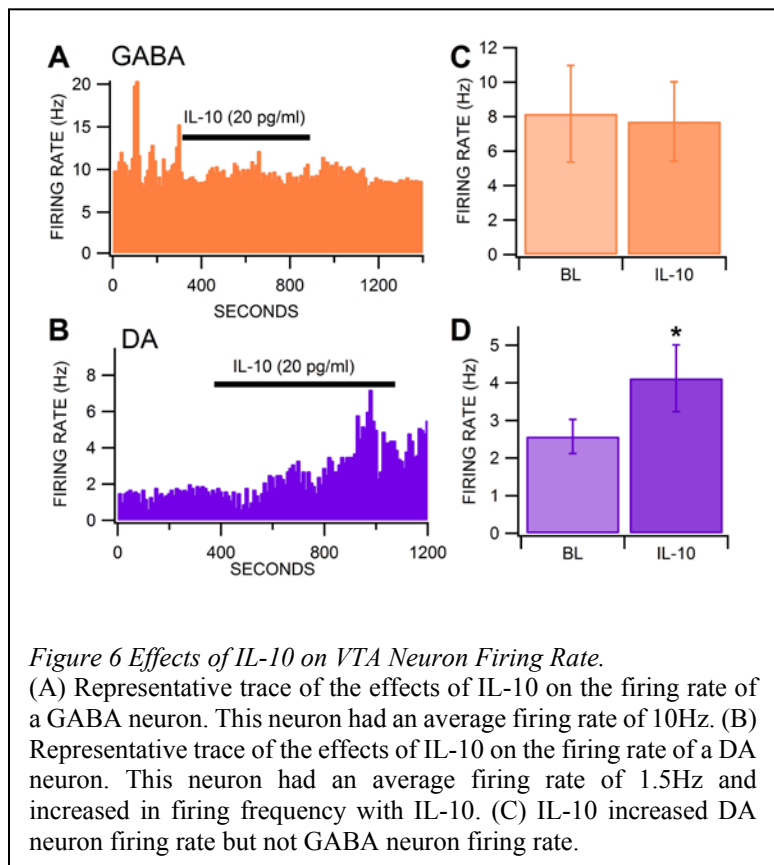 A GABA
FIRING RATE (Hz)
20
15
10
5
0
IL-10 (20 pg/ml)
0 400 800 1200
SECONDS
C
FIRING RATE (Hz)
12
10
8
6
4
2
0
BL IL-10
B DA
FIRING RATE (Hz)
8
6
4
2
0
IL-10 (20 pg/ml)
0 400 800 1200
SECONDS
D
FIRING RATE (Hz)
5
4
3
2
1
0
*
BL IL-10
Figure 6 Effects of IL-10 on VTA Neuron Firing Rate.
(A) Representative trace of the effects of IL-10 on the firing rate of
a GABA neuron. This neuron had an average firing rate of 10Hz. (B)
Representative trace of the effects of IL-10 on the firing rate of a DA
neuron. This neuron had an average firing rate of 1.5Hz and
increased in firing frequency with IL-10. (C) IL-10 increased DA
neuron firing rate but not GABA neuron firing rate.